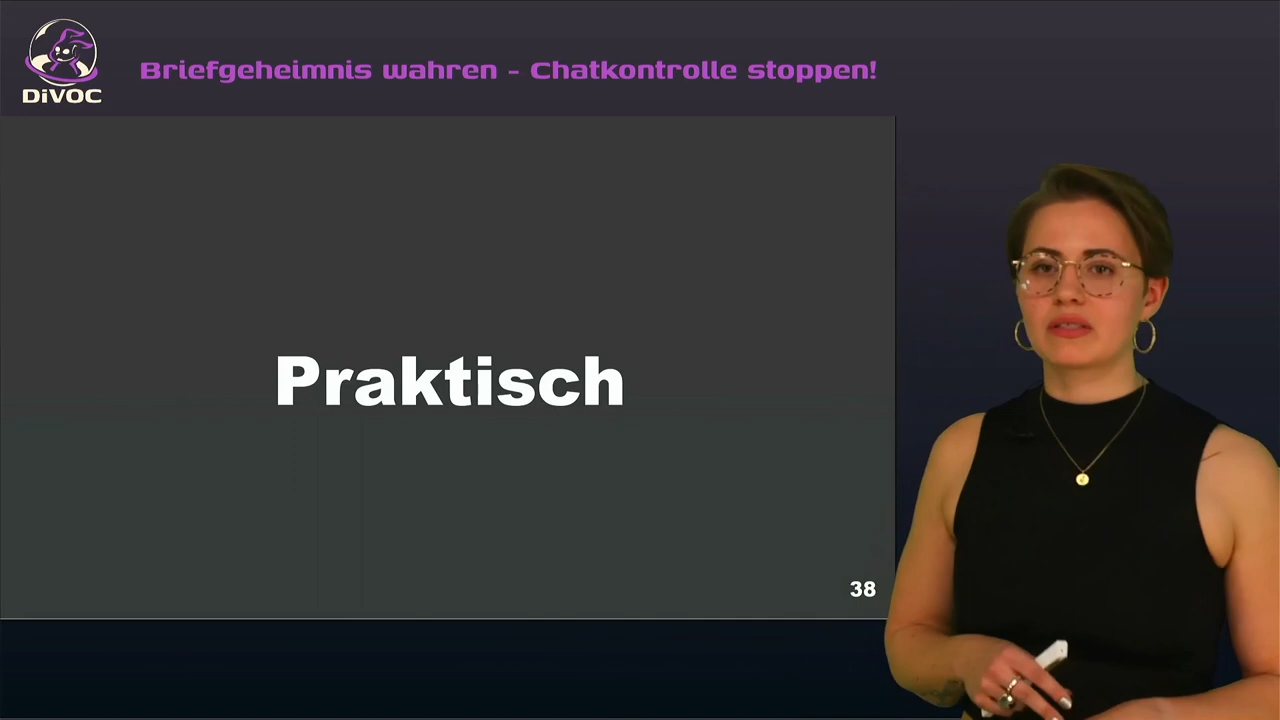 DiVOC
Briefgeheimnis wahren - Chatkontrolle stoppen!
Praktisch
38